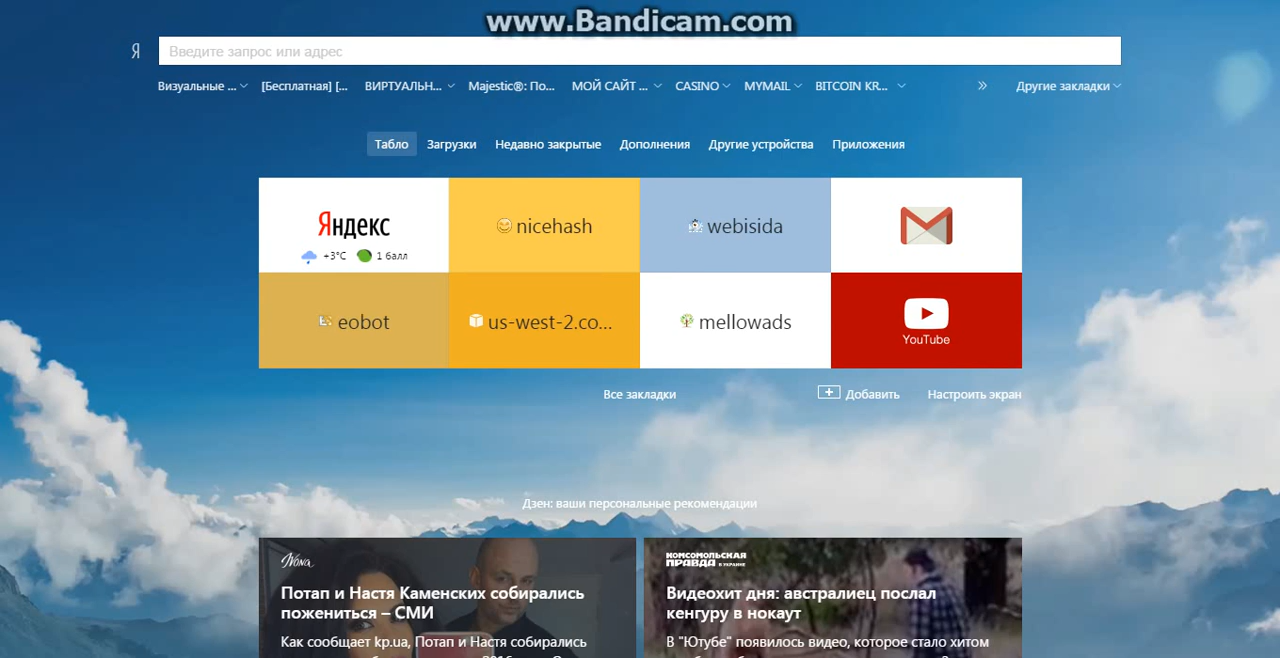 www.Bandicam.com
Я Введите запрос или адрес
Визуальные ... [Бесплатная] [... ВИРТУАЛЬН... Majestic®: По... МОЙ САЙТ ... CASINO MYMAIL BITCOIN KR... » Другие закладки
Табло Загрузки Недавно закрытые Дополнения Другие устройства Приложения
Яндекс nicehash webisida
+3°C 1 балл
eobot us-west-2.co... mellowads YouTube
Все закладки Добавить Настроить экран
Дзен: ваши персональные рекомендации
Nona
Потап и Настя Каменских собирались
пожениться – СМИ
Как сообщает kp.ua, Потап и Настя собирались
КОМСОМОЛЬСКАЯ
ПРАВДА В УКРАИНЕ
Видеохит дня: австралиец послал
кенгуру в нокаут
В "Ютубе" появилось видео, которое стало хитом